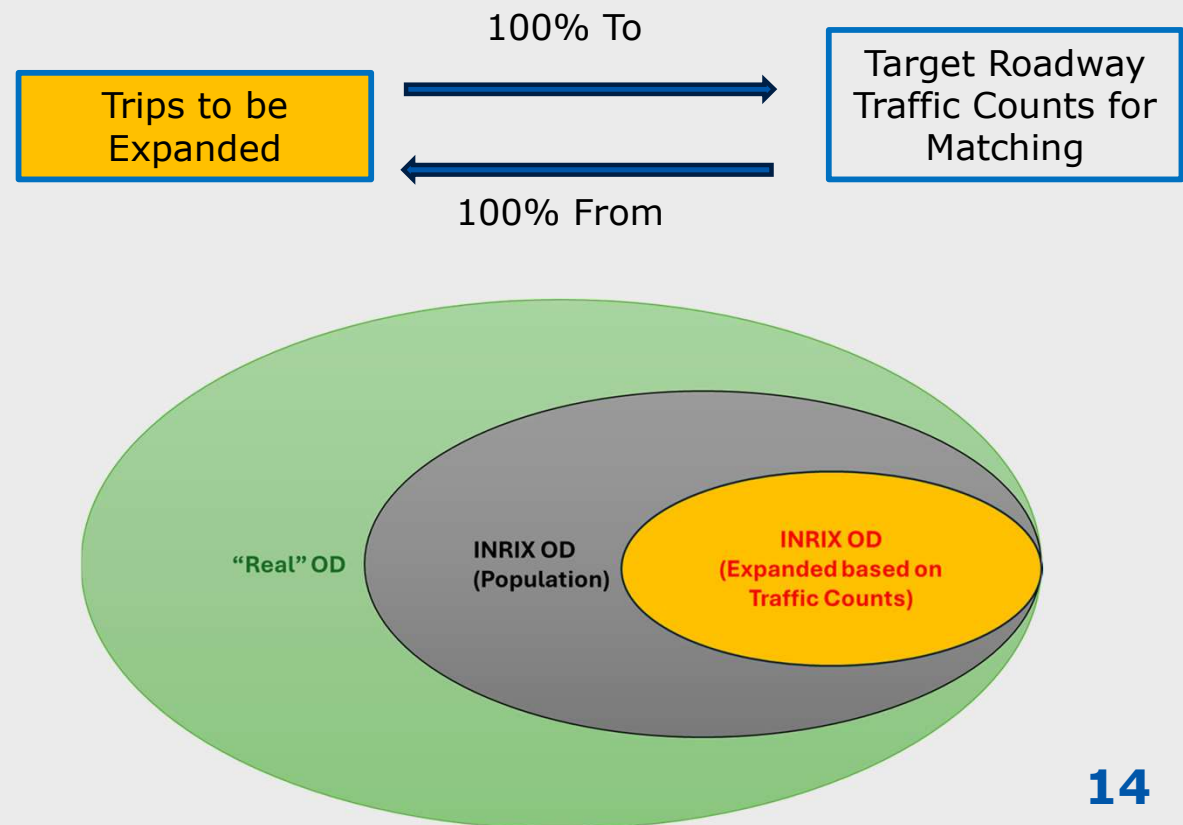 100% To
Trips to be
Expanded
Target Roadway
Traffic Counts for
Matching
100% From
“Real” OD
INRIX OD
(Population)
INRIX OD
(Expanded based on
Traffic Counts)
14